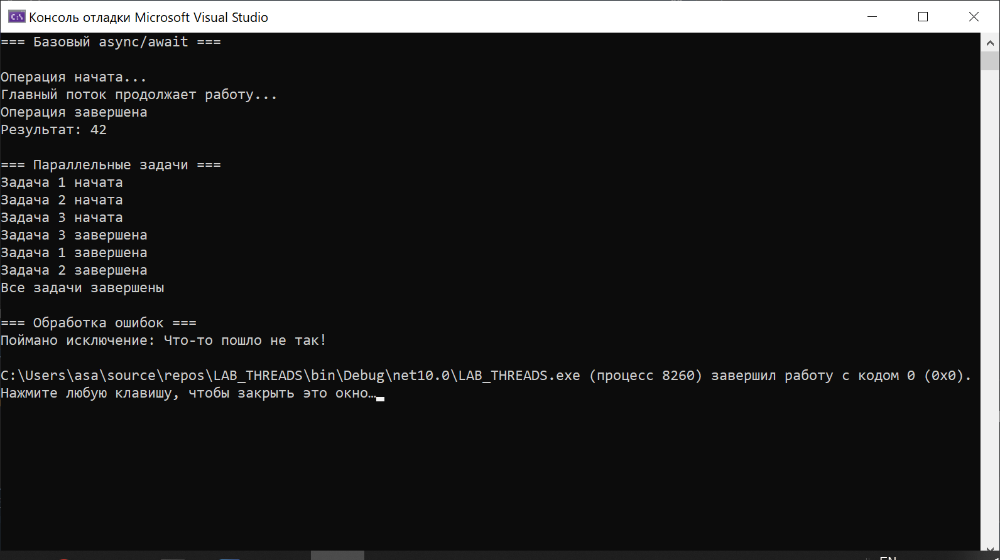 Консоль отладки Microsoft Visual Studio
=== Базовый async/await ===
Операция начата...
Главный поток продолжает работу...
Операция завершена
Результат: 42
=== Параллельные задачи ===
Задача 1 начата
Задача 2 начата
Задача 3 начата
Задача 3 завершена
Задача 1 завершена
Задача 2 завершена
Все задачи завершены
=== Обработка ошибок ===
Поймано исключение: Что-то пошло не так!
C:\Users\asa\source\repos\LAB_THREADS\bin\Debug\net10.0\LAB_THREADS.exe (процесс 8260) завершил работу с кодом 0 (0x0).
Нажмите любую клавишу, чтобы закрыть это окно…